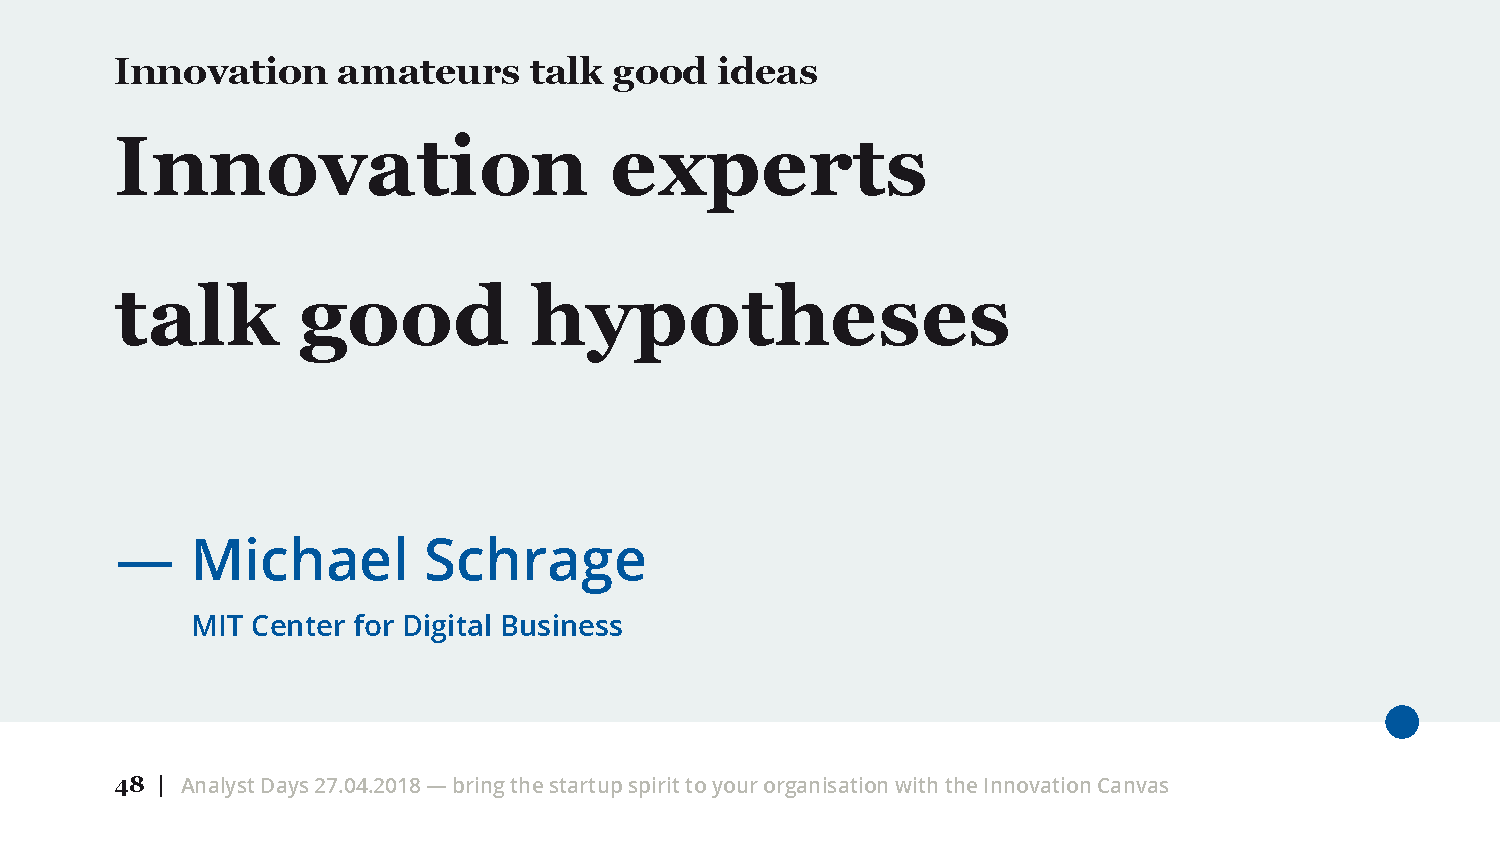 Innovation amateurs talk good ideas
Innovation experts
talk good hypotheses
— Michael Schrage
MIT Center for Digital Business
48 | Analyst Days 27.04.2018 — bring the startup spirit to your organisation with the Innovation Canvas